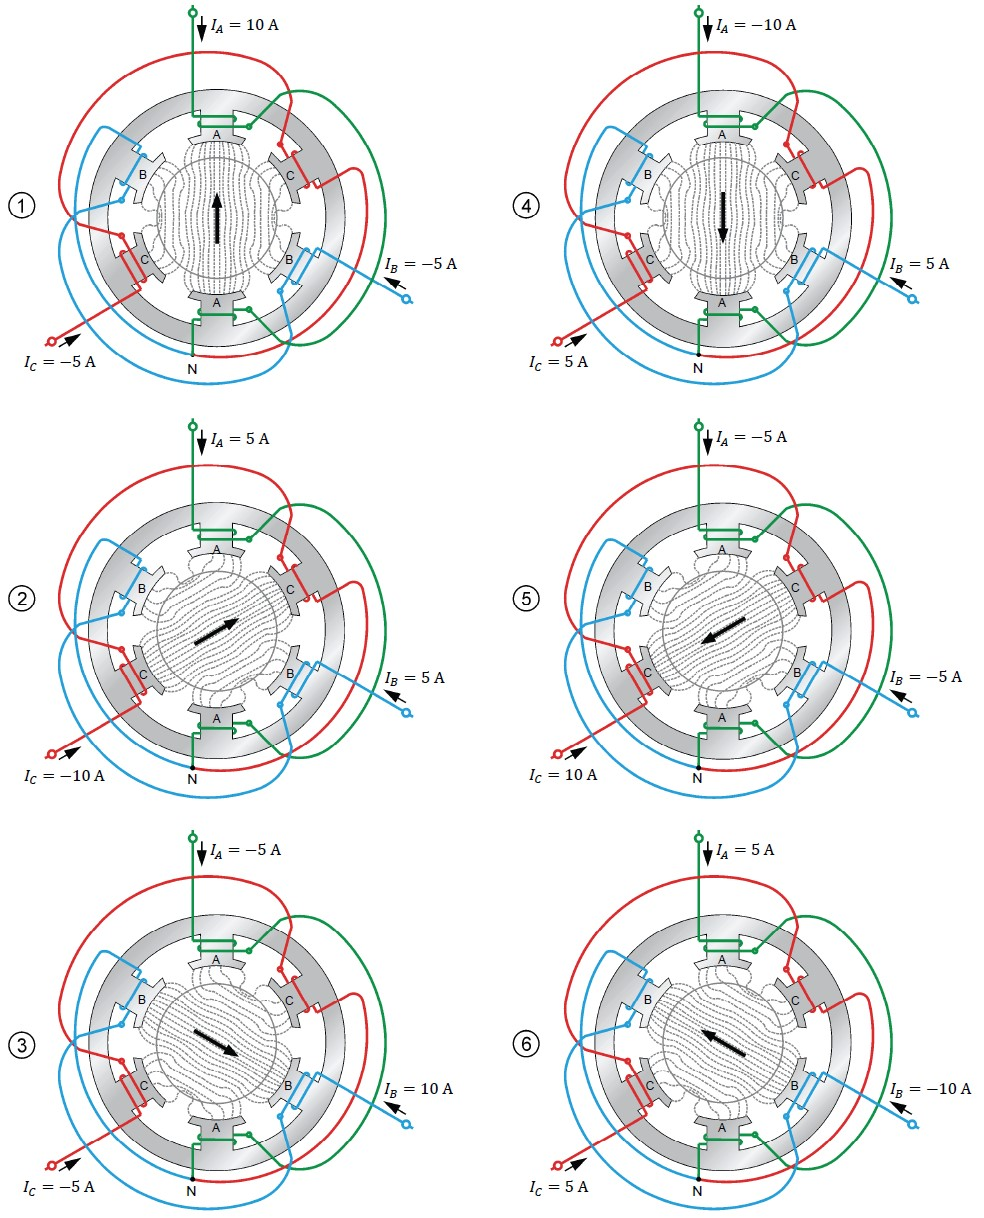 1
I_A = 10 A
A
B
C
C
B
A
I_B = −5 A
I_C = −5 A
N
4
I_A = −10 A
A
B
C
C
B
A
I_B = 5 A
I_C = 5 A
N
2
I_A = 5 A
A
B
C
C
B
A
I_B = 5 A
I_C = −10 A
N
5
I_A = −5 A
A
B
C
C
B
A
I_B = −5 A
I_C = 10 A
N
3
I_A = −5 A
A
B
C
C
B
A
I_B = 10 A
I_C = −5 A
N
6
I_A = 5 A
A
B
C
C
B
A
I_B = −10 A
I_C = 5 A
N